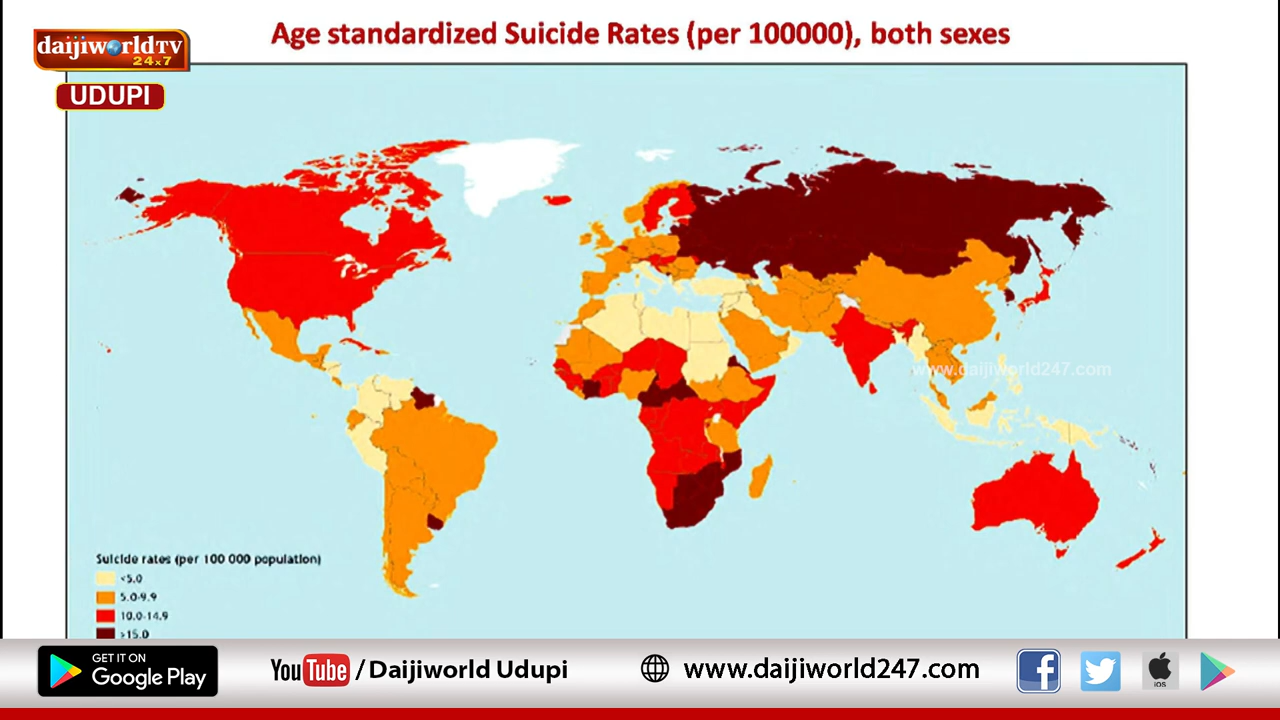 Age standardized Suicide Rates (per 100000), both sexes
daijiworldTV
24x7
UDUPI
www.daijiworld247.com
Suicide rates (per 100 000 population)
<5.0
5.0-9.9
10.0-14.9
≥15.0
GET IT ON
Google Play
YouTube / Daijiworld Udupi
www.daijiworld247.com
iOS